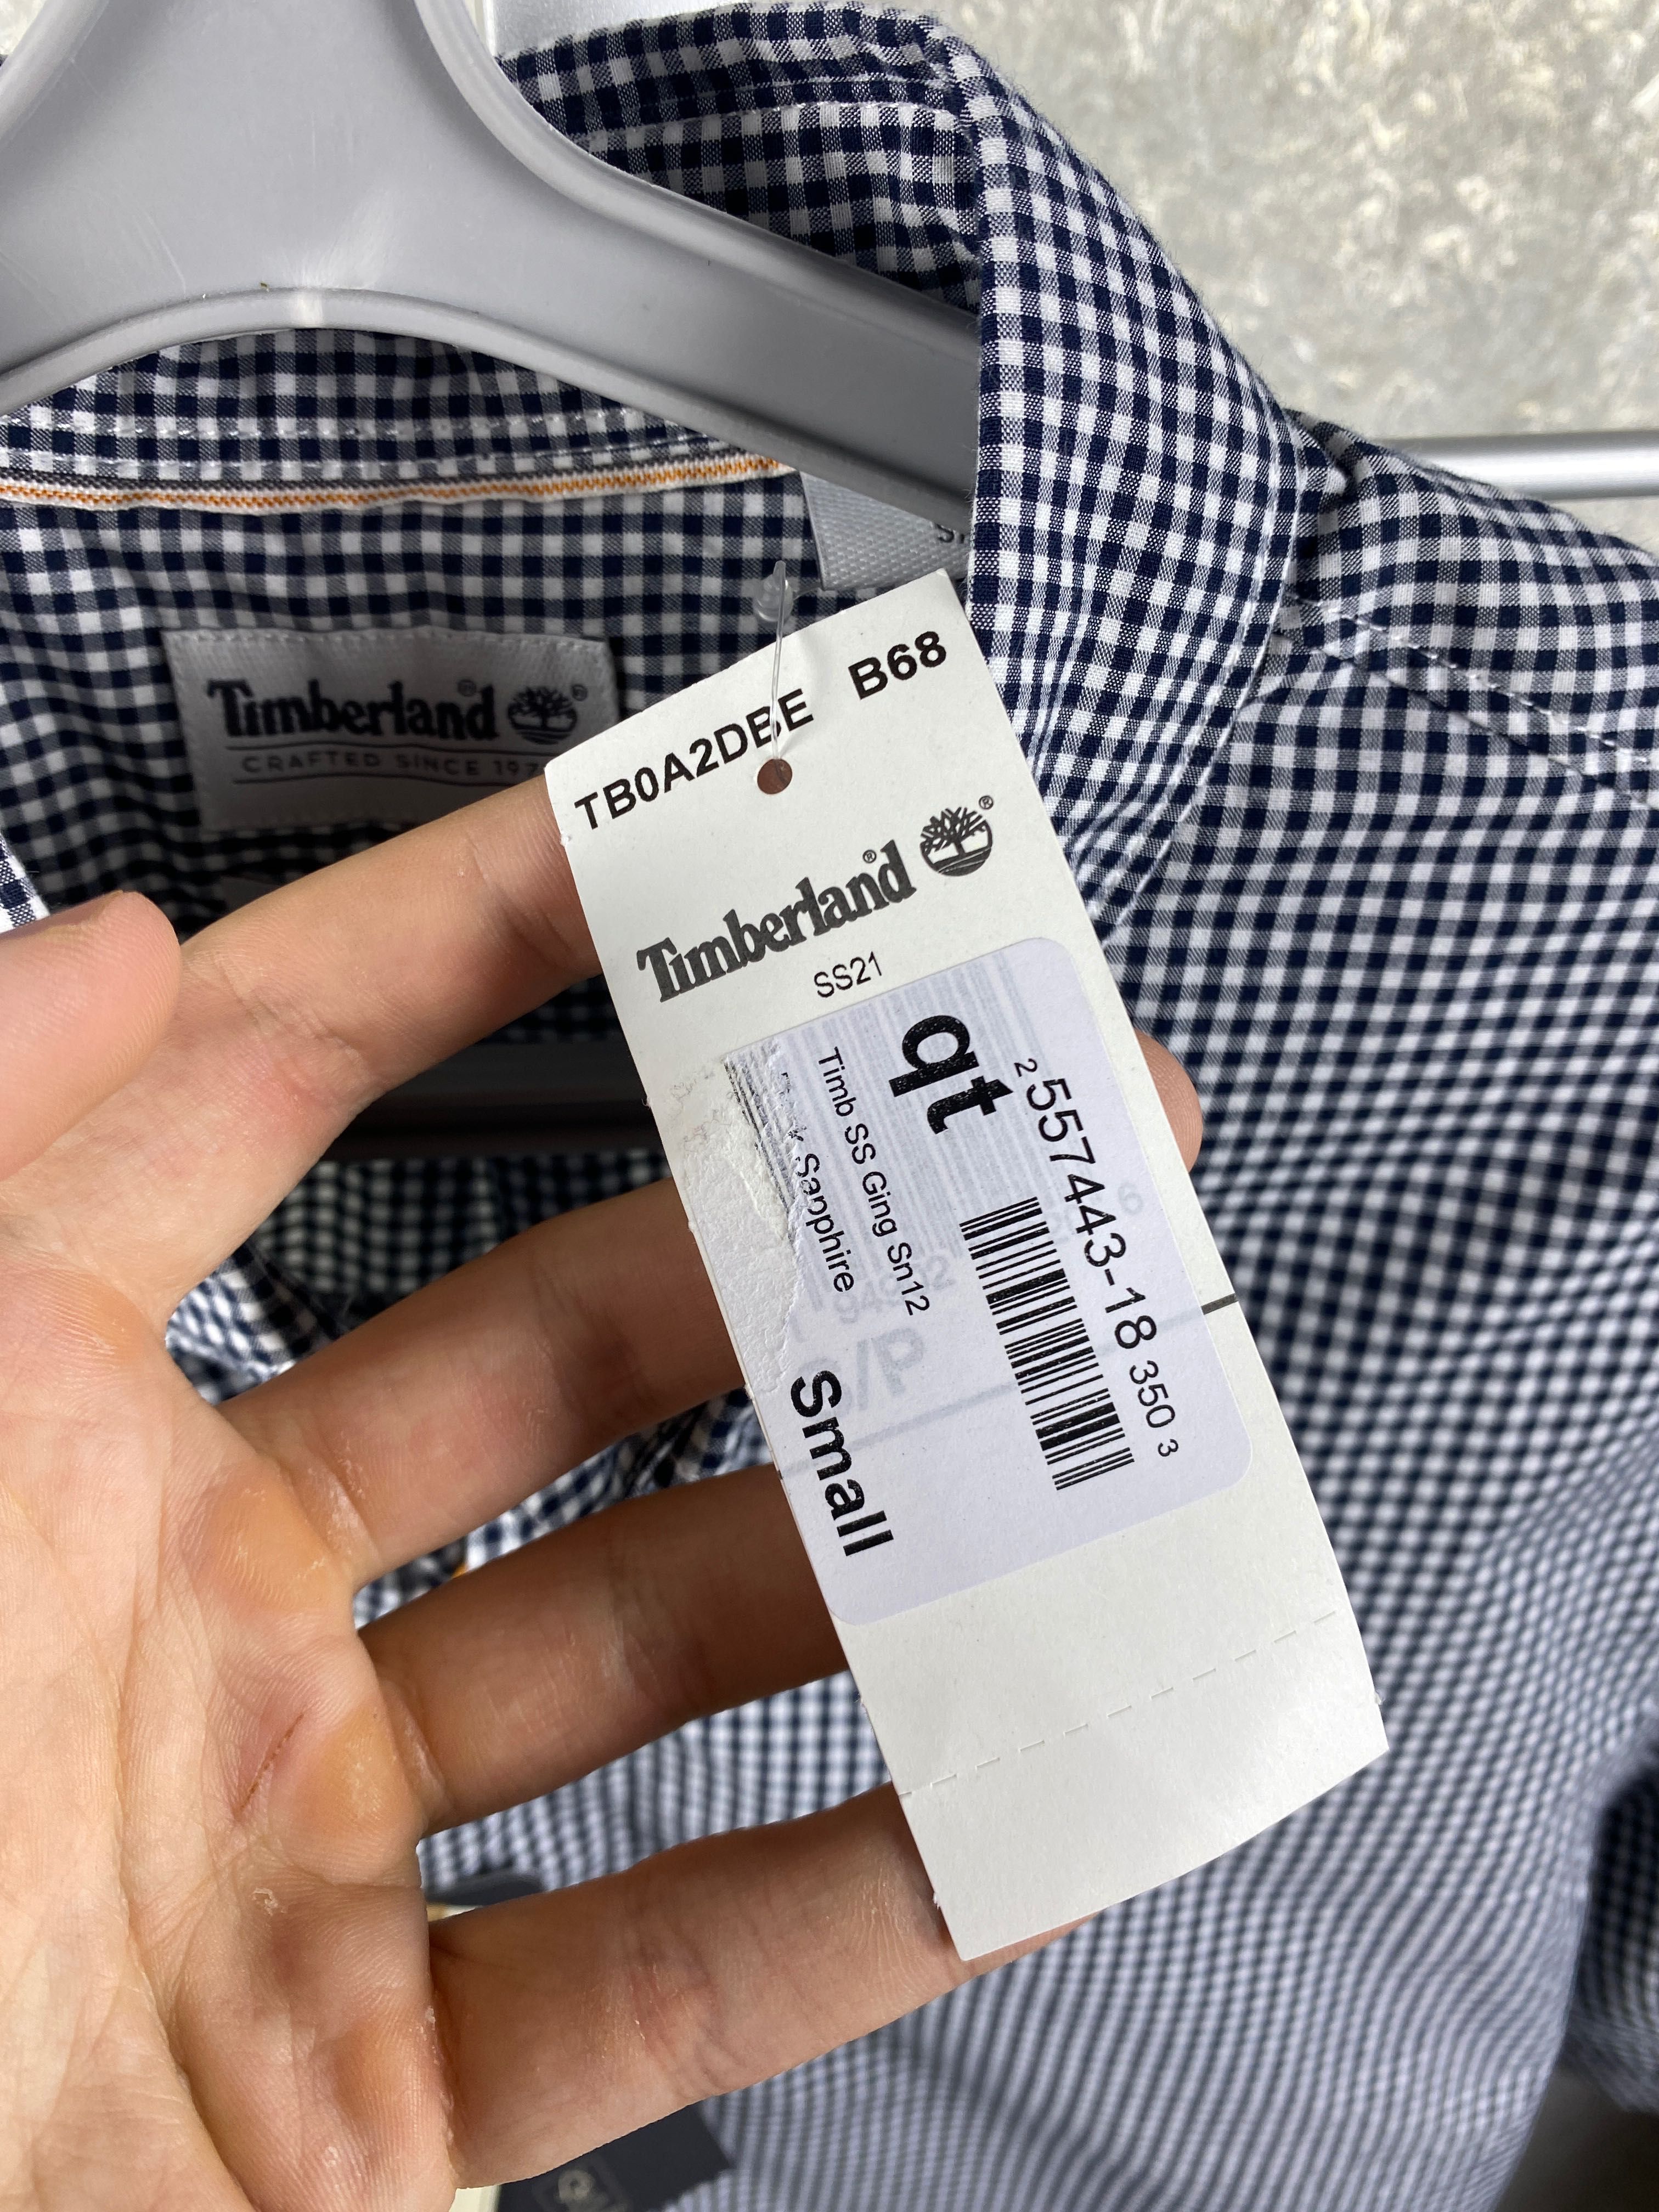 Timberland
CRAFTED SINCE 197
TB0A2DBE B68
Timberland
SS21
2 557443-18 350 3
qt
Timb SS Ging Sn12
Sapphire
Small
/P